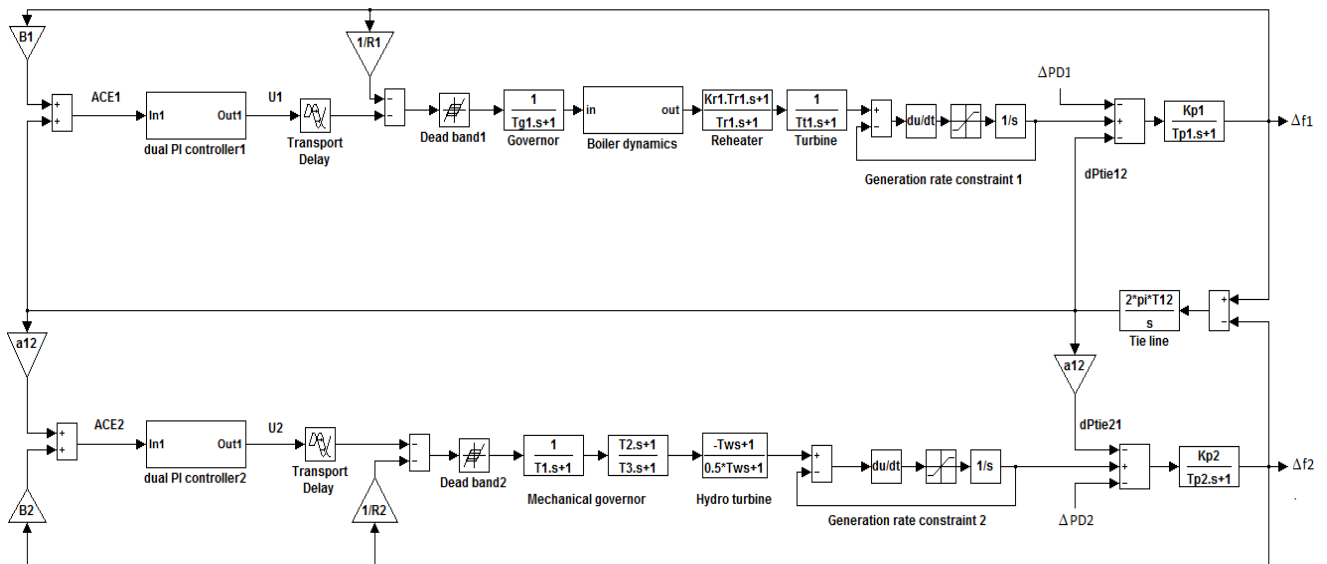 B1
1/R1
ΔPD1
+
+
ACE1
In1
Out1
dual PI controller1
U1
Transport
Delay
−
−
Dead band1
1
Tg1.s+1
Governor
in
out
Boiler dynamics
Kr1.Tr1.s+1
Tr1.s+1
Reheater
1
Tt1.s+1
Turbine
+
−
du/dt
1/s
Generation rate constraint 1
−
+
−
dPtie12
Kp1
Tp1.s+1
Δf1
2*pi*T12
s
Tie line
+
−
a12
a12
dPtie21
+
+
ACE2
In1
Out1
dual PI controller2
U2
Transport
Delay
−
−
Dead band2
1
T1.s+1
T2.s+1
T3.s+1
Mechanical governor
-Tws+1
0.5*Tws+1
Hydro turbine
+
−
du/dt
1/s
Generation rate constraint 2
−
+
−
ΔPD2
Kp2
Tp2.s+1
Δf2
B2
1/R2